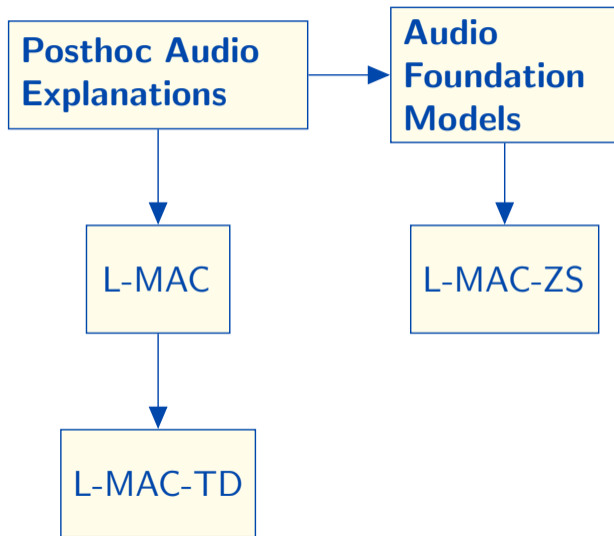 Posthoc Audio
Explanations
Audio
Foundation
Models
L-MAC
L-MAC-ZS
L-MAC-TD